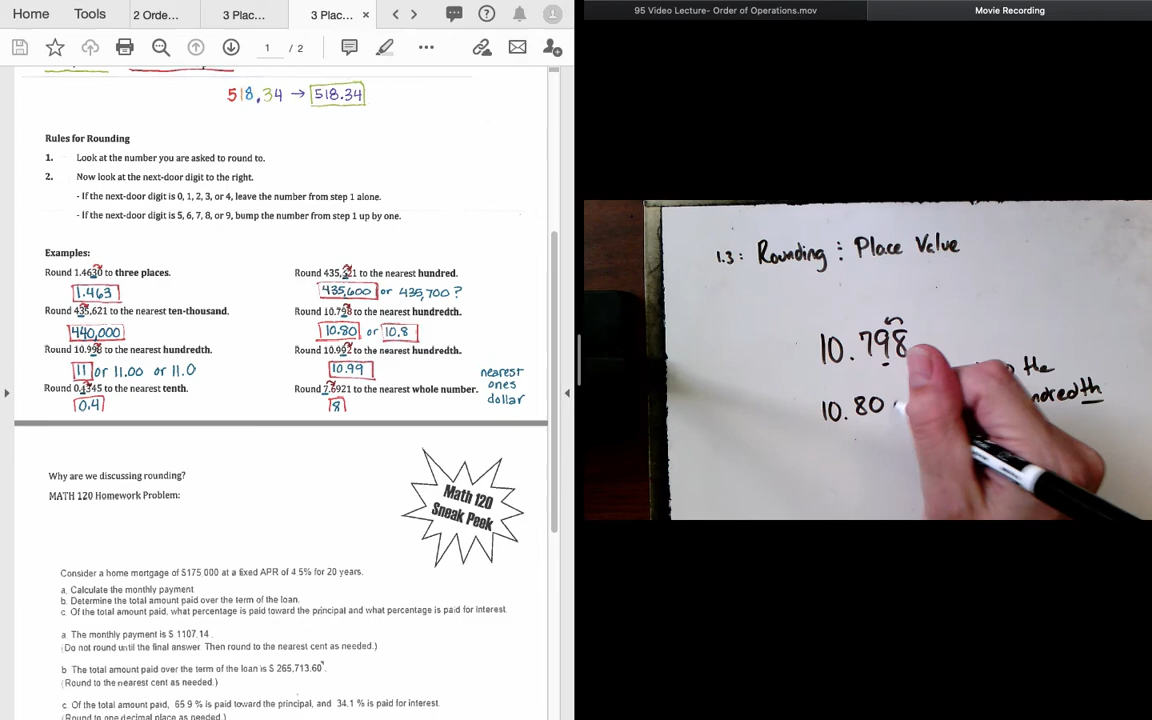 Home Tools 2 Orde... 3 Plac... 3 Plac... ×
1 / 2
518.34 → 518.34
Rules for Rounding
1. Look at the number you are asked to round to.
2. Now look at the next-door digit to the right.
- If the next-door digit is 0, 1, 2, 3, or 4, leave the number from step 1 alone.
- If the next-door digit is 5, 6, 7, 8, or 9, bump the number from step 1 up by one.
Examples:
Round 1.4630 to three places.
1.463
Round 435,621 to the nearest ten-thousand.
440,000
Round 10.998 to the nearest hundredth.
11 or 11.00 or 11.0
Round 0.4345 to the nearest tenth.
0.4
Round 435,621 to the nearest hundred.
435,600 or 435,700?
Round 10.798 to the nearest hundredth.
10.80 or 10.8
Round 10.992 to the nearest hundredth.
10.99
Round 7.6921 to the nearest whole number.
8
nearest
ones
dollar
Why are we discussing rounding?
MATH 120 Homework Problem:
Math 120
Sneak Peek
Consider a home mortgage of $175 000 at a fixed APR of 4 5% for 20 years.
a. Calculate the monthly payment
b. Determine the total amount paid over the term of the loan.
c. Of the total amount paid, what percentage is paid toward the principal and what percentage is paid for interest.
a The monthly payment is $ 1107.14.
(Do not round until the final answer Then round to the nearest cent as needed.)
b The total amount paid over the term of the loan is $ 265,713.60.
(Round to the nearest cent as needed.)
c. Of the total amount paid, 65 9 % is paid toward the principal, and 34.1 % is paid for interest.
(Round to one decimal place as needed.)
95 Video Lecture- Order of Operations.mov
Movie Recording
1.3: Rounding : Place Value
10.798
the
10.80